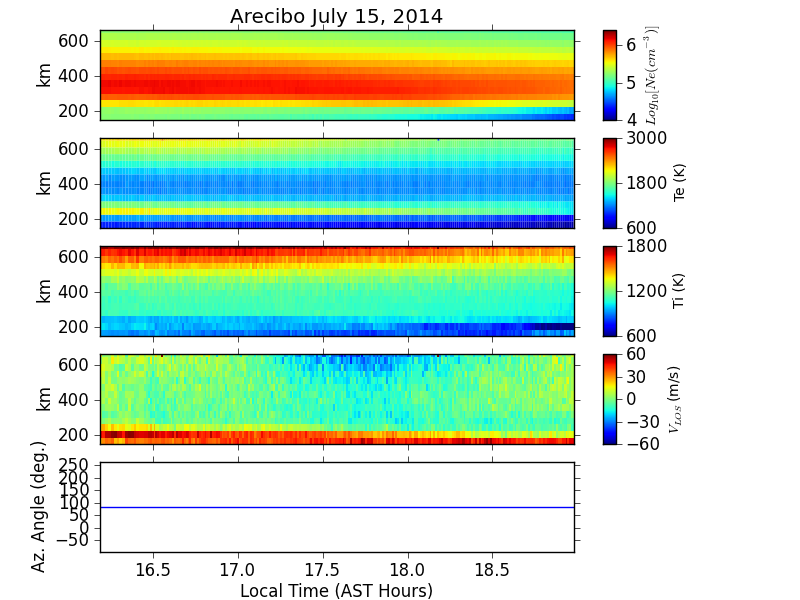 Arecibo July 15, 2014
600
400
200
km
6
5
4
Log10[Ne(cm−3)]
600
400
200
km
3000
1800
600
Te (K)
600
400
200
km
1800
1200
600
Ti (K)
600
400
200
km
60
30
0
−30
−60
VLOS (m/s)
250
200
150
100
50
0
−50
Az. Angle (deg.)
16.5 17.0 17.5 18.0 18.5
Local Time (AST Hours)